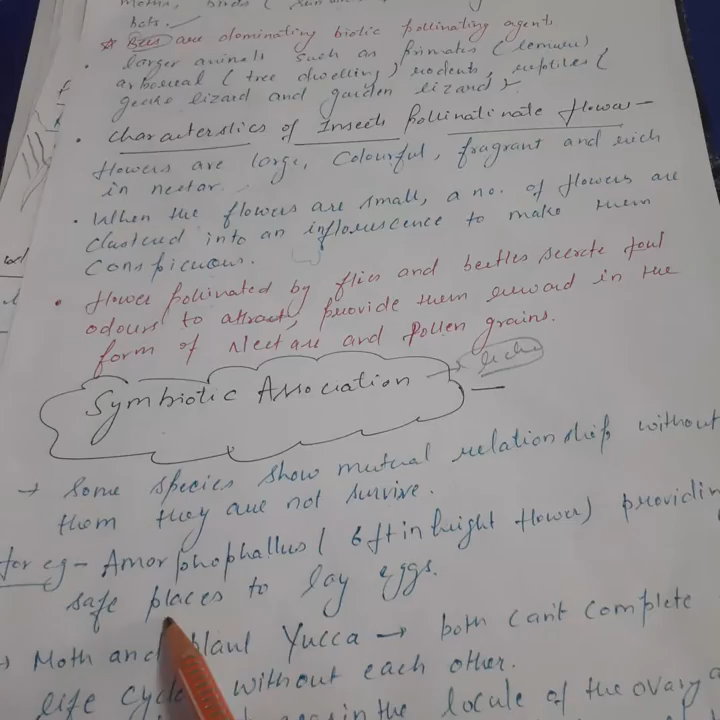 bats.
* Bees are dominating biotic pollinating agent,
• larger animals such as Primates (lemurs)
arboreal (tree dwelling) rodents, reptiles (
gecko lizard and garden lizard).
• Characterstics of Insects Pollinatinate flower -
flowers are large, Colourful, fragrant and rich
in nectar.
• When the flowers are small, a no. of flowers are
clustered into an inflorescence to make them
Conspicuous.
• flower pollinated by flies and beetles secrete foul
odours to attract, provide them reward in the
form of Nectare and Pollen grains.
Symbiotic Association -
→ Some species show mutual relationship without
them they are not survive.
for eg - Amorphophallus (6 ft in height flower) providin
safe places to lay eggs.
→ Moth and plant Yucca → both can't complete
life cycle without each other.
in the locule of the ovary